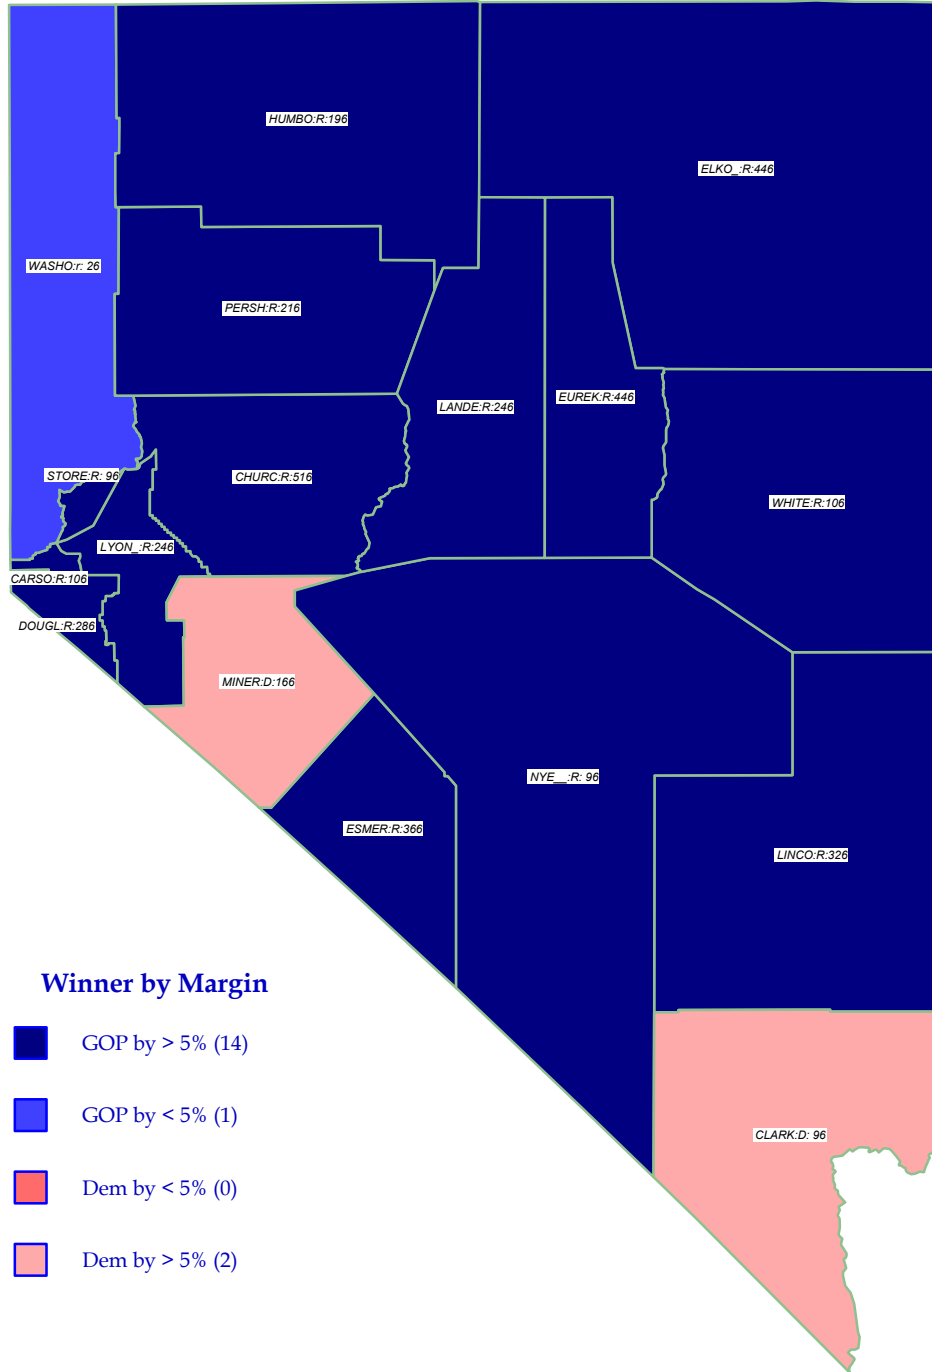 HUMBO:R:196
ELKO_:R:446
WASHO:r: 26
PERSH:R:216
EUREK:R:446
LANDE:R:246
STORE:R: 96
CHURC:R:516
WHITE:R:106
LYON_:R:246
CARSO:R:106
DOUGL:R:286
MINER:D:166
NYE__:R: 96
ESMER:R:366
LINCO:R:326
Winner by Margin
GOP by > 5% (14)
GOP by < 5% (1)
CLARK:D: 96
Dem by < 5% (0)
Dem by > 5% (2)